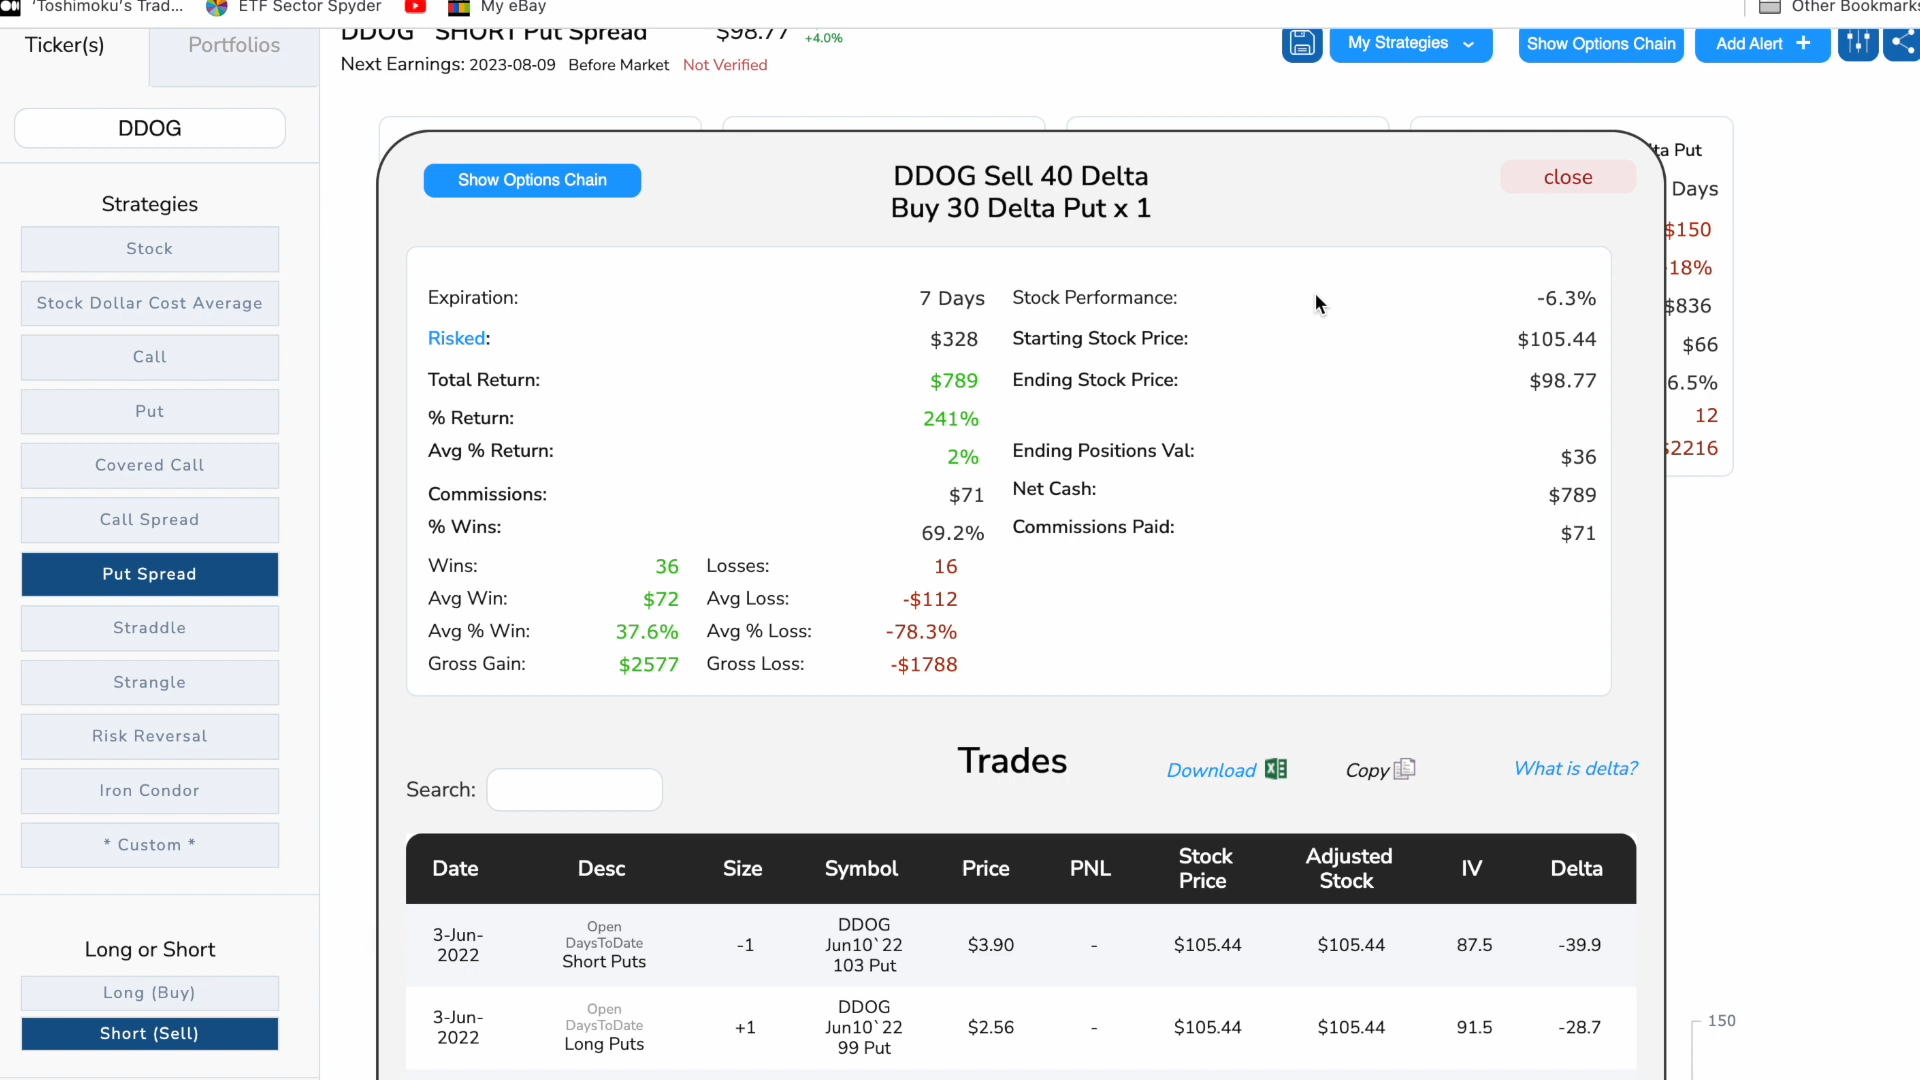 'Toshimoku's Trad...
ETF Sector Spyder
My eBay
Other Bookmarks
Ticker(s)
Portfolios
DDOG SHORT Put Spread $98.77 +4.0%
Next Earnings: 2023-08-09 Before Market Not Verified
My Strategies
Show Options Chain
Add Alert +
DDOG
Strategies
Stock
Stock Dollar Cost Average
Call
Put
Covered Call
Call Spread
Put Spread
Straddle
Strangle
Risk Reversal
Iron Condor
* Custom *
Long or Short
Long (Buy)
Short (Sell)
Show Options Chain
DDOG Sell 40 Delta
Buy 30 Delta Put x 1
close
Expiration: 7 Days
Risked: $328
Total Return: $789
% Return: 241%
Avg % Return: 2%
Commissions: $71
% Wins: 69.2%
Wins: 36 Losses: 16
Avg Win: $72 Avg Loss: -$112
Avg % Win: 37.6% Avg % Loss: -78.3%
Gross Gain: $2577 Gross Loss: -$1788
Stock Performance: -6.3%
Starting Stock Price: $105.44
Ending Stock Price: $98.77
Ending Positions Val: $36
Net Cash: $789
Commissions Paid: $71
ta Put
Days
$150
18%
$836
$66
6.5%
12
$2216
Search:
Trades
Download
Copy
What is delta?
Date Desc Size Symbol Price PNL Stock Price Adjusted Stock IV Delta
3-Jun-2022 Open DaysToDate Short Puts -1 DDOG Jun10`22 103 Put $3.90 - $105.44 $105.44 87.5 -39.9
3-Jun-2022 Open DaysToDate Long Puts +1 DDOG Jun10`22 99 Put $2.56 - $105.44 $105.44 91.5 -28.7
150